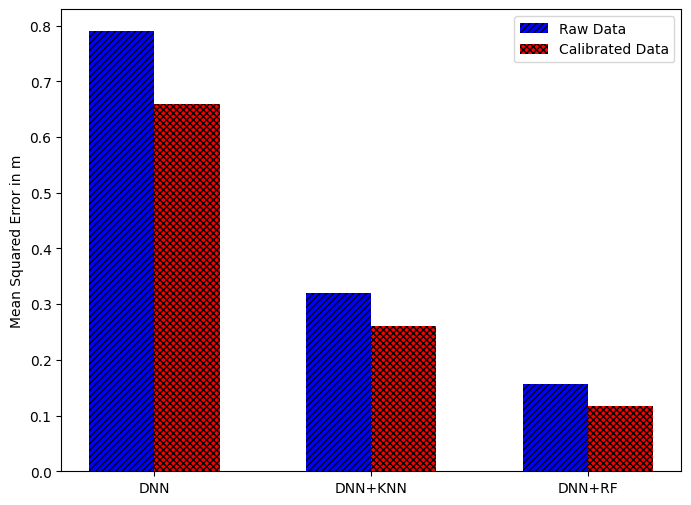 Raw Data
Calibrated Data
Mean Squared Error in m
0.8
0.7
0.6
0.5
0.4
0.3
0.2
0.1
0.0
DNN
DNN+KNN
DNN+RF